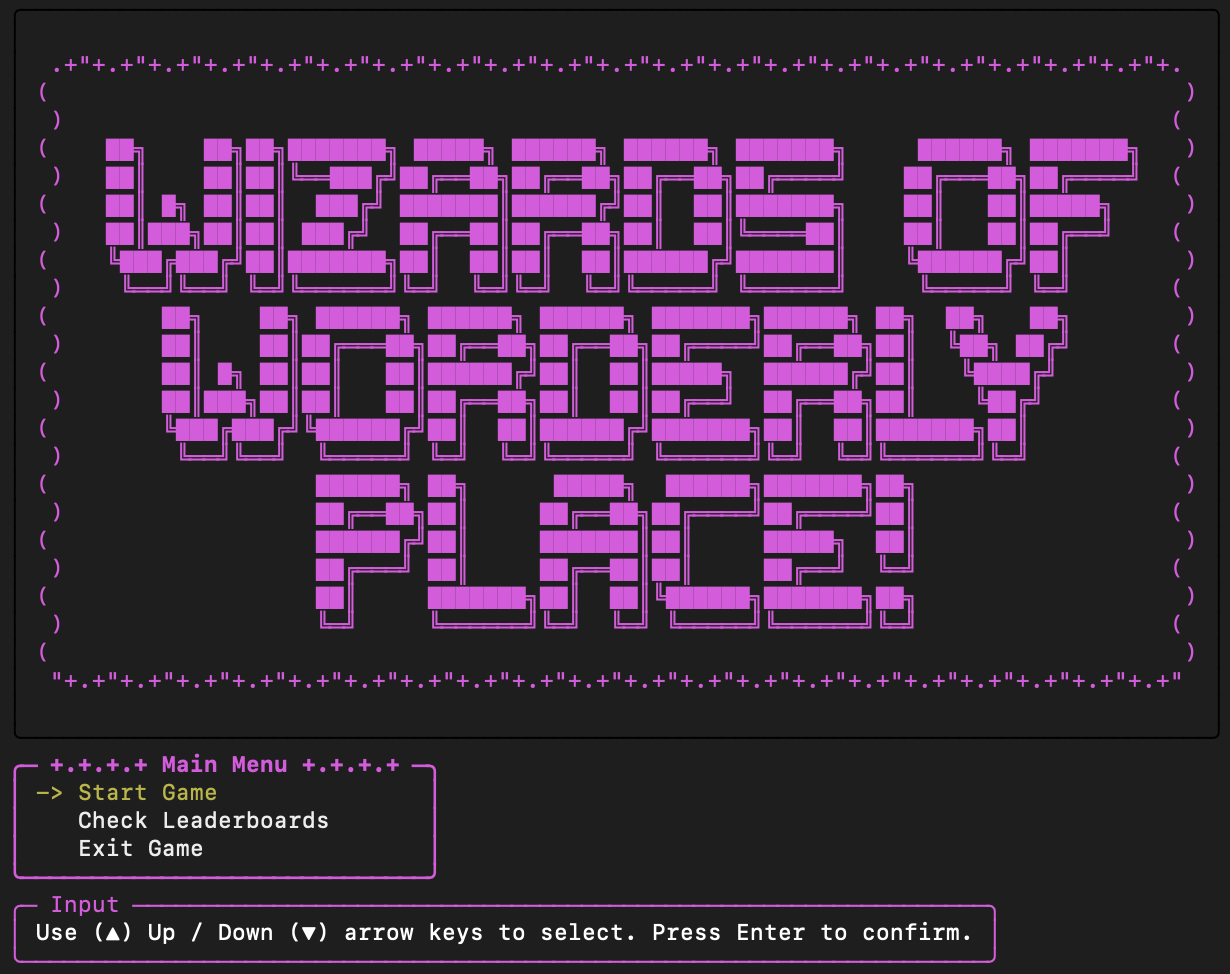 WIZARDS OF
WORDERLY
PLACE!
+.+.+.+ Main Menu +.+.+.+
-> Start Game
Check Leaderboards
Exit Game
Input
Use (▲) Up / Down (▼) arrow keys to select. Press Enter to confirm.